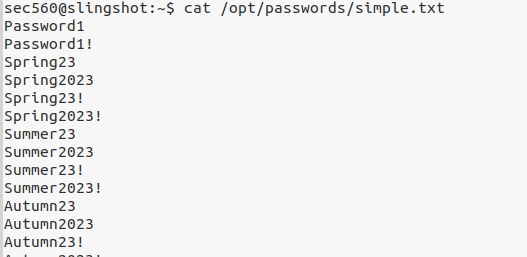 sec560@slingshot:~$ cat /opt/passwords/simple.txt
Password1
Password1!
Spring23
Spring2023
Spring23!
Spring2023!
Summer23
Summer2023
Summer23!
Summer2023!
Autumn23
Autumn2023
Autumn23!